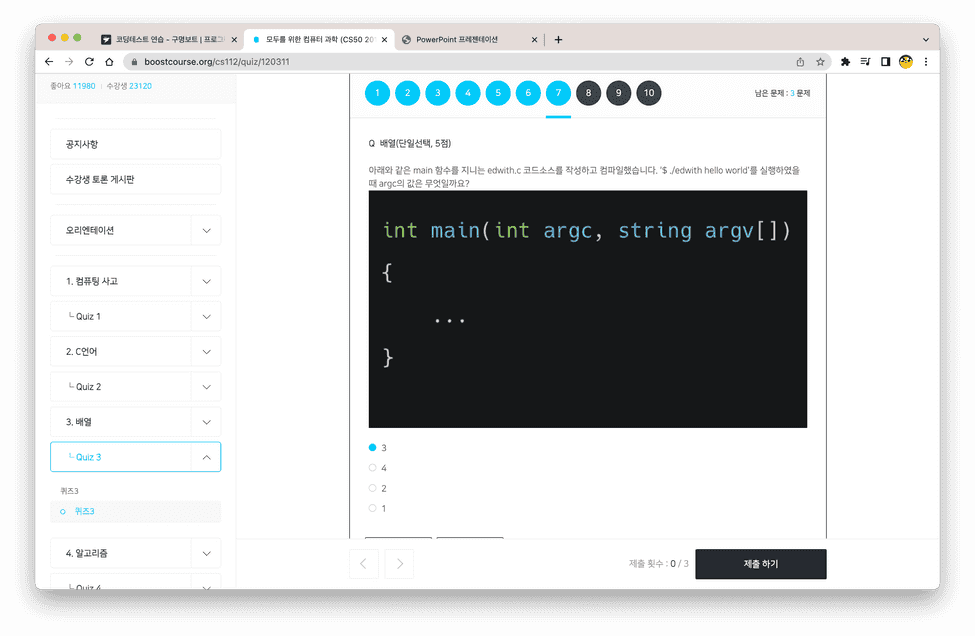 코딩테스트 연습 - 구명보트 | 프로그
모두를 위한 컴퓨터 과학 (CS50 20
PowerPoint 프레젠테이션
boostcourse.org/cs112/quiz/120311
좋아요 11980 | 수강생 23120
1 2 3 4 5 6 7 8 9 10
남은 문제 : 3 문제
공지사항
수강생 토론 게시판
오리엔테이션
1. 컴퓨팅 사고
└ Quiz 1
2. C언어
└ Quiz 2
3. 배열
└ Quiz 3
퀴즈3
퀴즈3
4. 알고리즘
└ Quiz 4
Q 배열(단일선택, 5점)
아래와 같은 main 함수를 지니는 edwith.c 코드소스를 작성하고 컴파일했습니다. '$ ./edwith hello world'를 실행하였을
때 argc의 값은 무엇일까요?
int main(int argc, string argv[])
{
...
}
3
4
2
1
제출 횟수 : 0 / 3
제출 하기